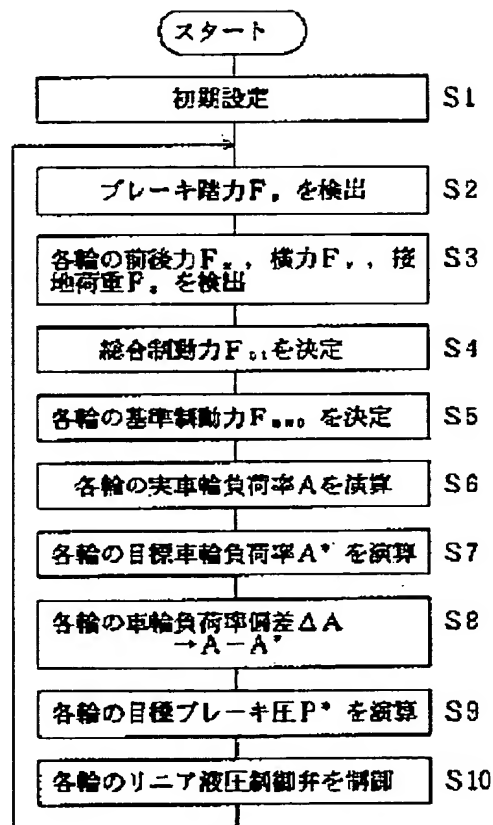 スタート
初期設定 S1
ブレーキ踏力F を検出 S2
各輪の前後力Fx,横力Fy,接 S3
地荷重Fz を検出
総合制動力F を決定 S4
各輪の基準制動力F を決定 S5
各輪の実車輪負荷率Aを演算 S6
各輪の目標車輪負荷率A* を演算 S7
各輪の車輪負荷率偏差ΔA S8
→A-A*
各輪の目標ブレーキ圧P* を演算 S9
各輪のリニア液圧制御弁を制御 S10